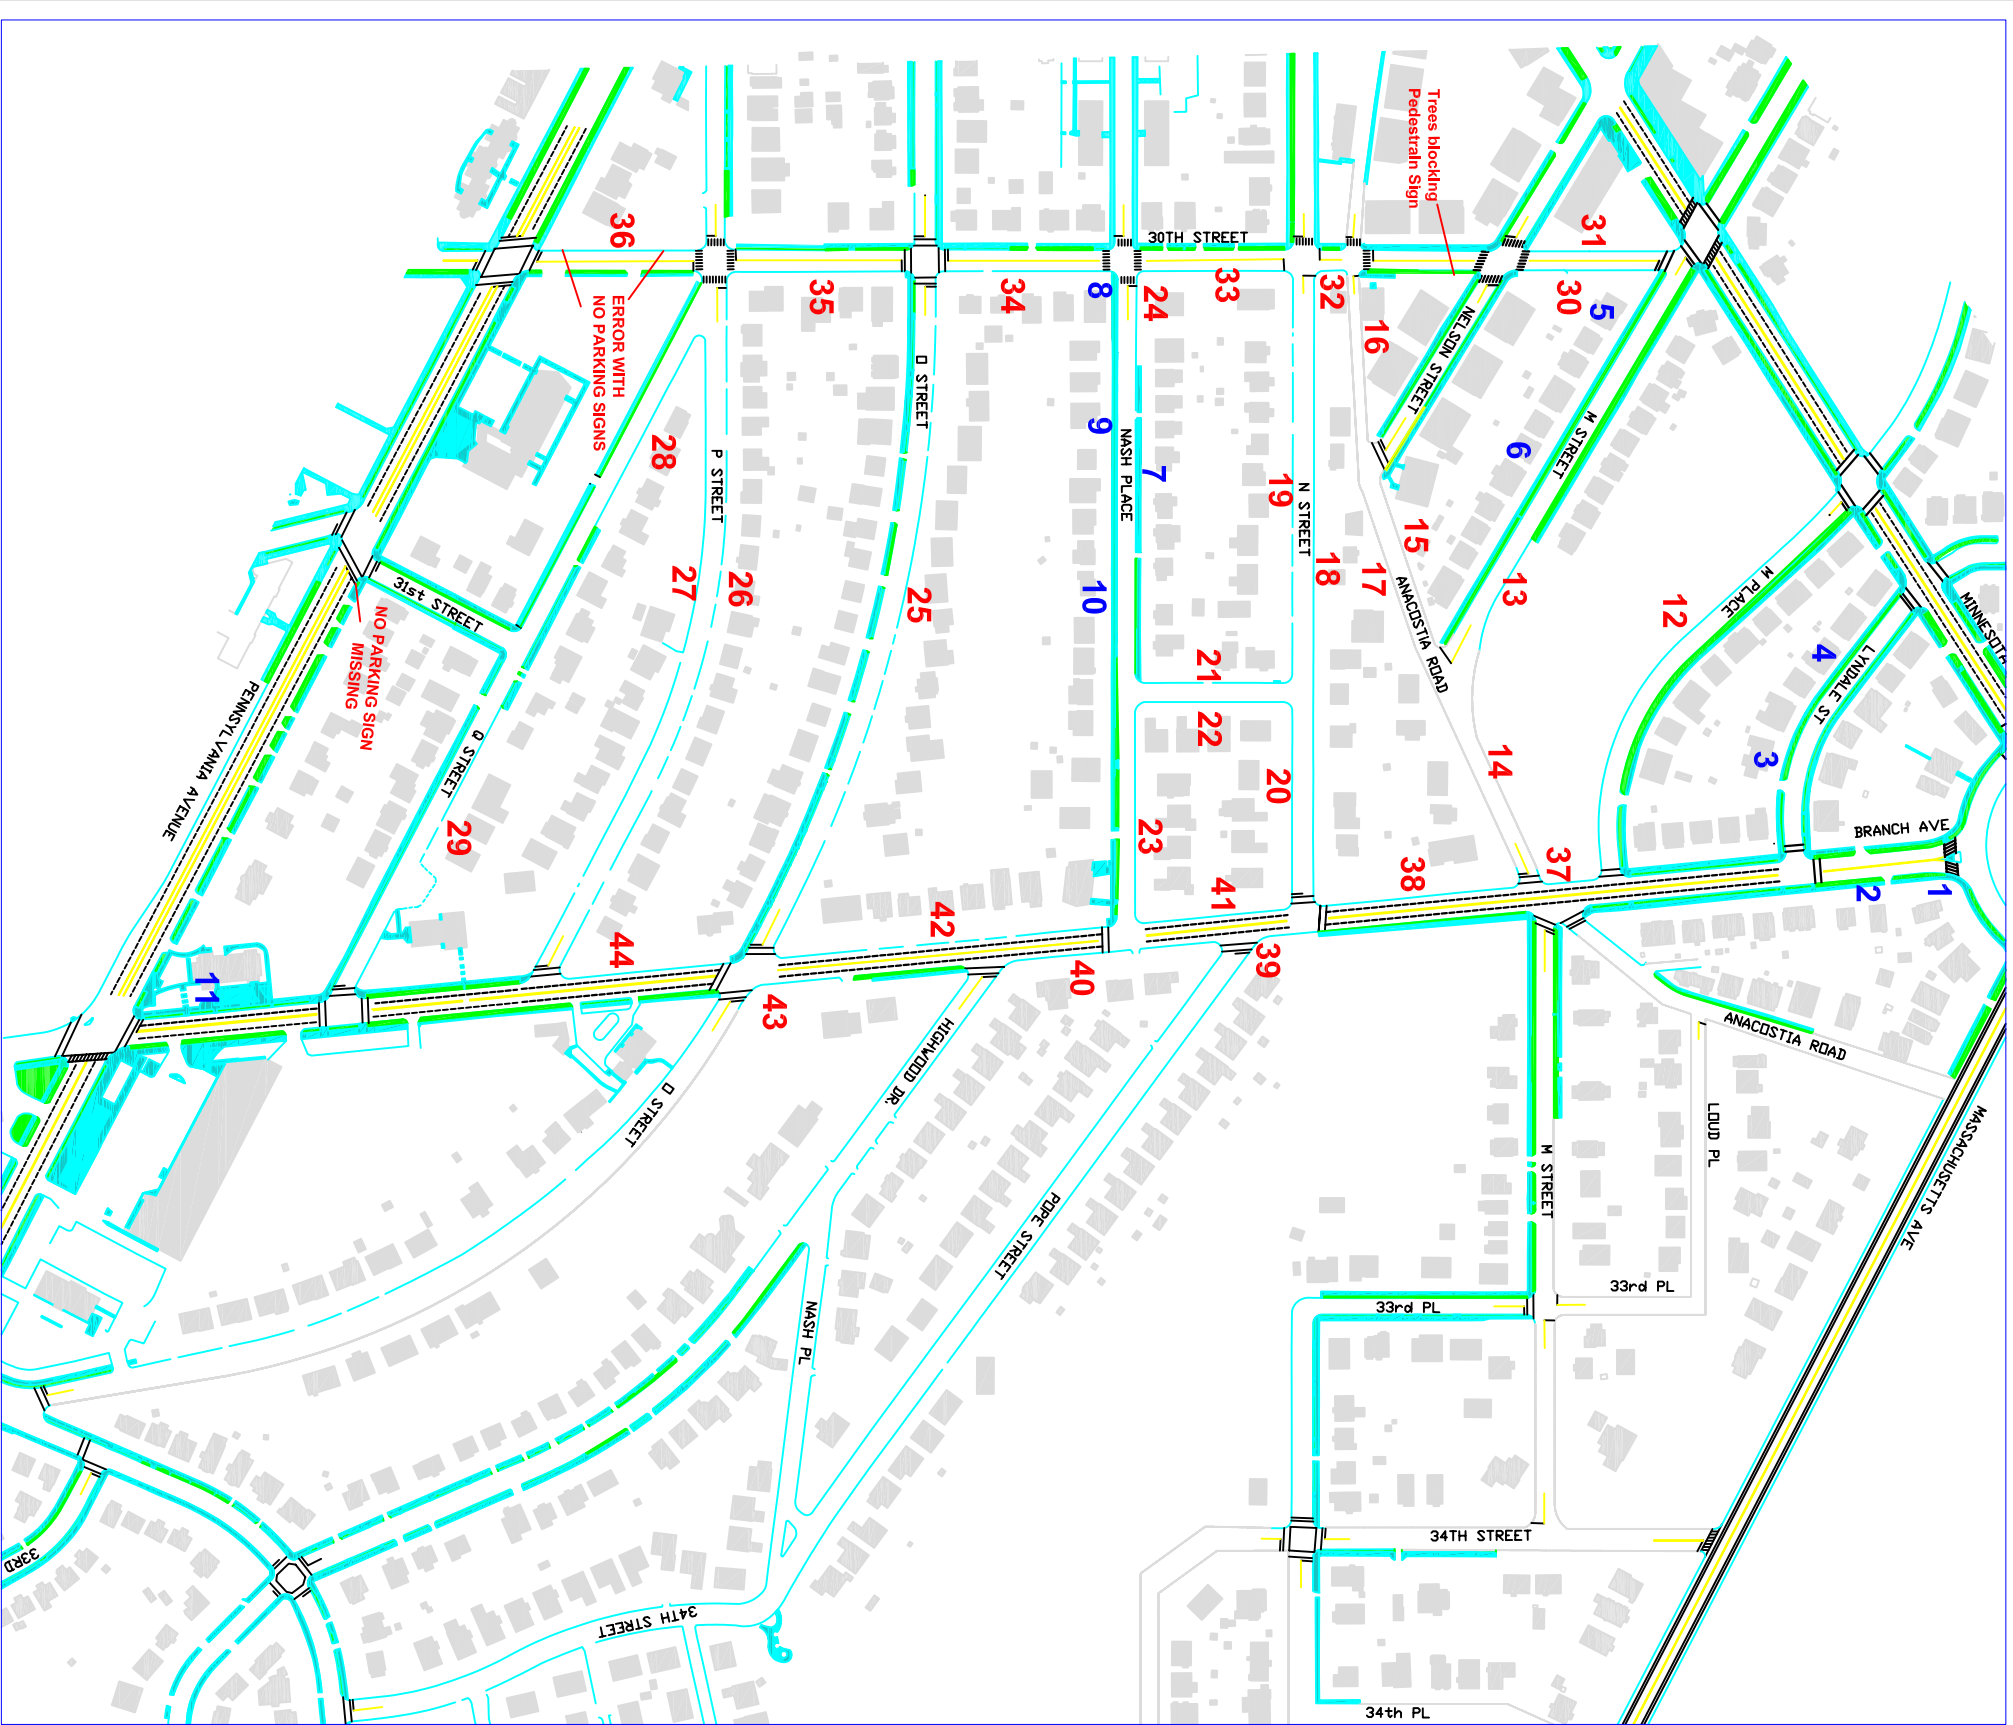 Trees blocking
Pedestrain Sign
36
31
30TH STREET
ERROR WITH
NO PARKING SIGNS
35
34
8
24
33
32
16
30
5
NELSON STREET
O STREET
28
P STREET
9
NASH PLACE
7
19
N STREET
15
6
M STREET
27
26
25
10
18
17
ANACOSTIA ROAD
13
12
M PLACE
MINNESOTA
31st STREET
NO PARKING SIGN
MISSING
PENNSYLVANIA AVENUE
21
22
4
LYNDALE ST
3
14
Q STREET
29
20
23
BRANCH AVE
37
38
41
42
44
2
1
11
43
40
39
ANACOSTIA ROAD
HIGHWOOD DR.
O STREET
LOUD PL
MASSACHUSETTS AVE
M STREET
POPE STREET
33rd PL
33rd PL
NASH PL
34TH STREET
33RD
34TH STREET
34th PL